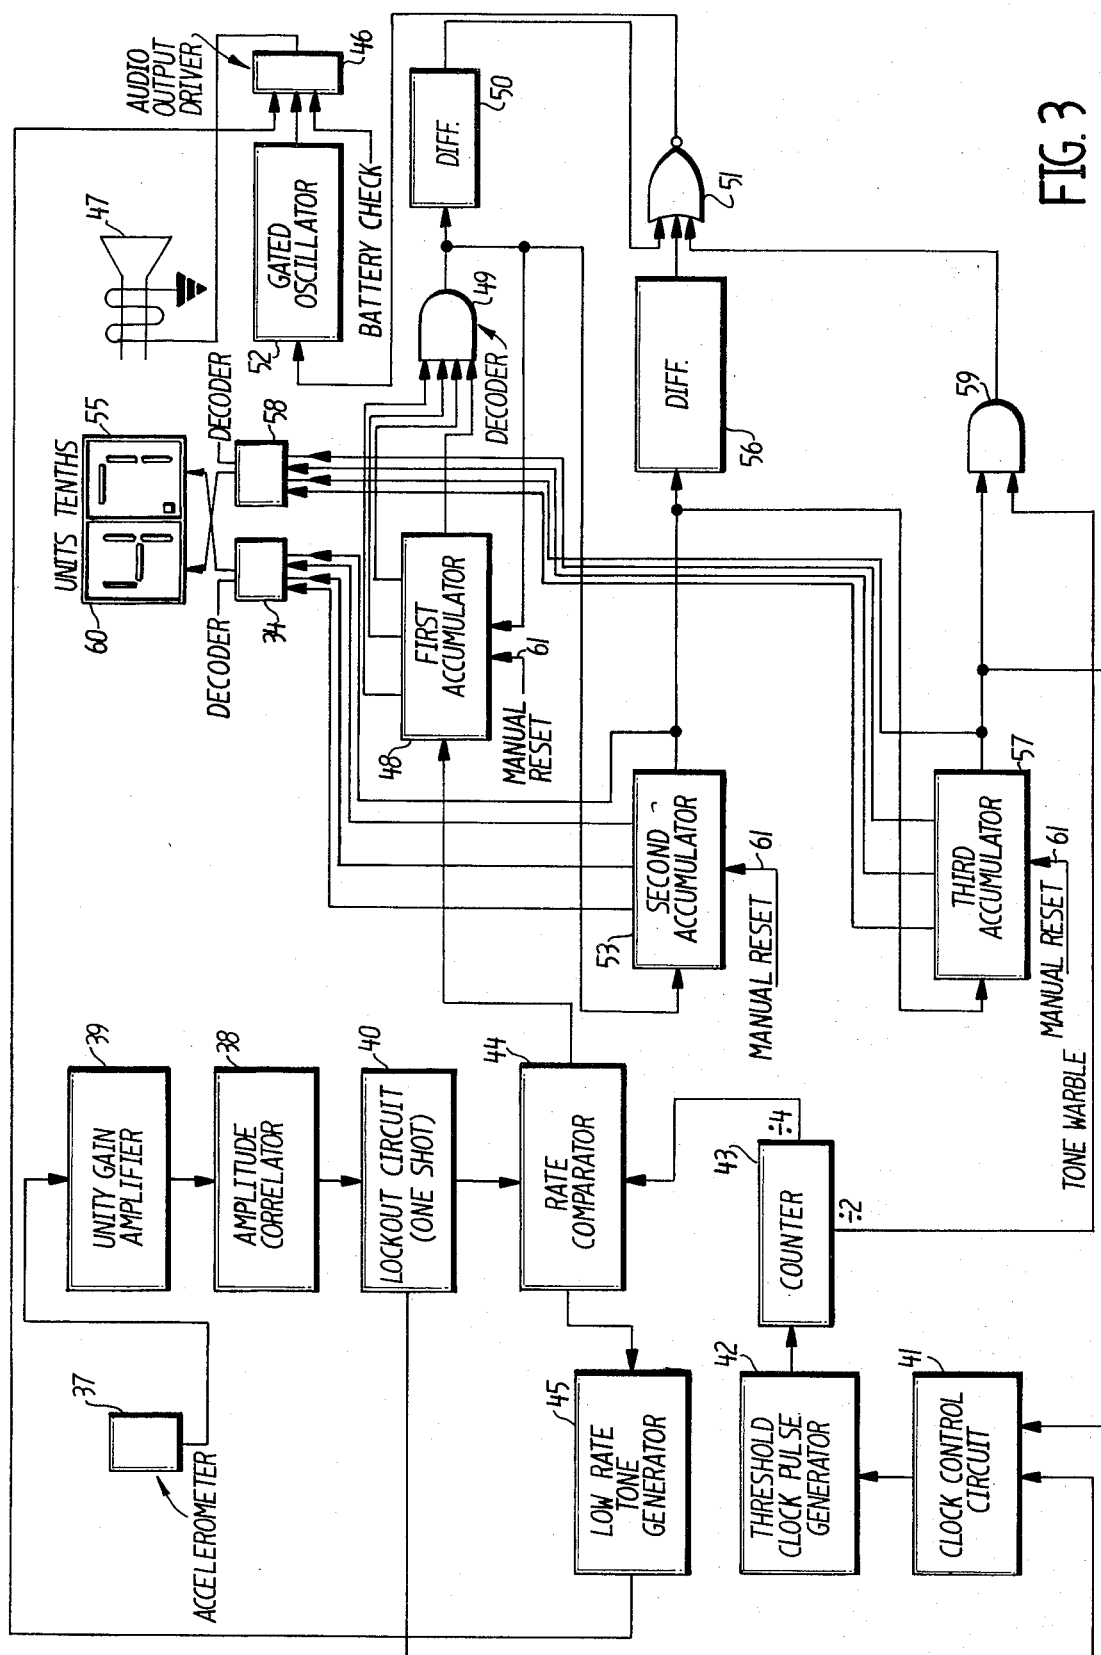 ACCELEROMETER
37
UNITY GAIN
AMPLIFIER
39
AMPLITUDE
CORRELATOR
38
LOCKOUT CIRCUIT
(ONE SHOT)
40
RATE
COMPARATOR
44
LOW RATE
TONE
GENERATOR
45
THRESHOLD
CLOCK PULSE
GENERATOR
42
CLOCK CONTROL
CIRCUIT
41
COUNTER
43
÷4
÷2
UNITS TENTHS
60
55
DECODER
34
DECODER
58
47
AUDIO
OUTPUT
DRIVER
46
GATED
OSCILLATOR
52
BATTERY CHECK
FIRST
ACCUMULATOR
48
MANUAL
RESET
61
DECODER
49
DIFF.
50
51
SECOND
ACCUMULATOR
53
MANUAL RESET
61
DIFF.
56
THIRD
ACCUMULATOR
57
MANUAL RESET
61
59
TONE WARBLE
FIG. 3